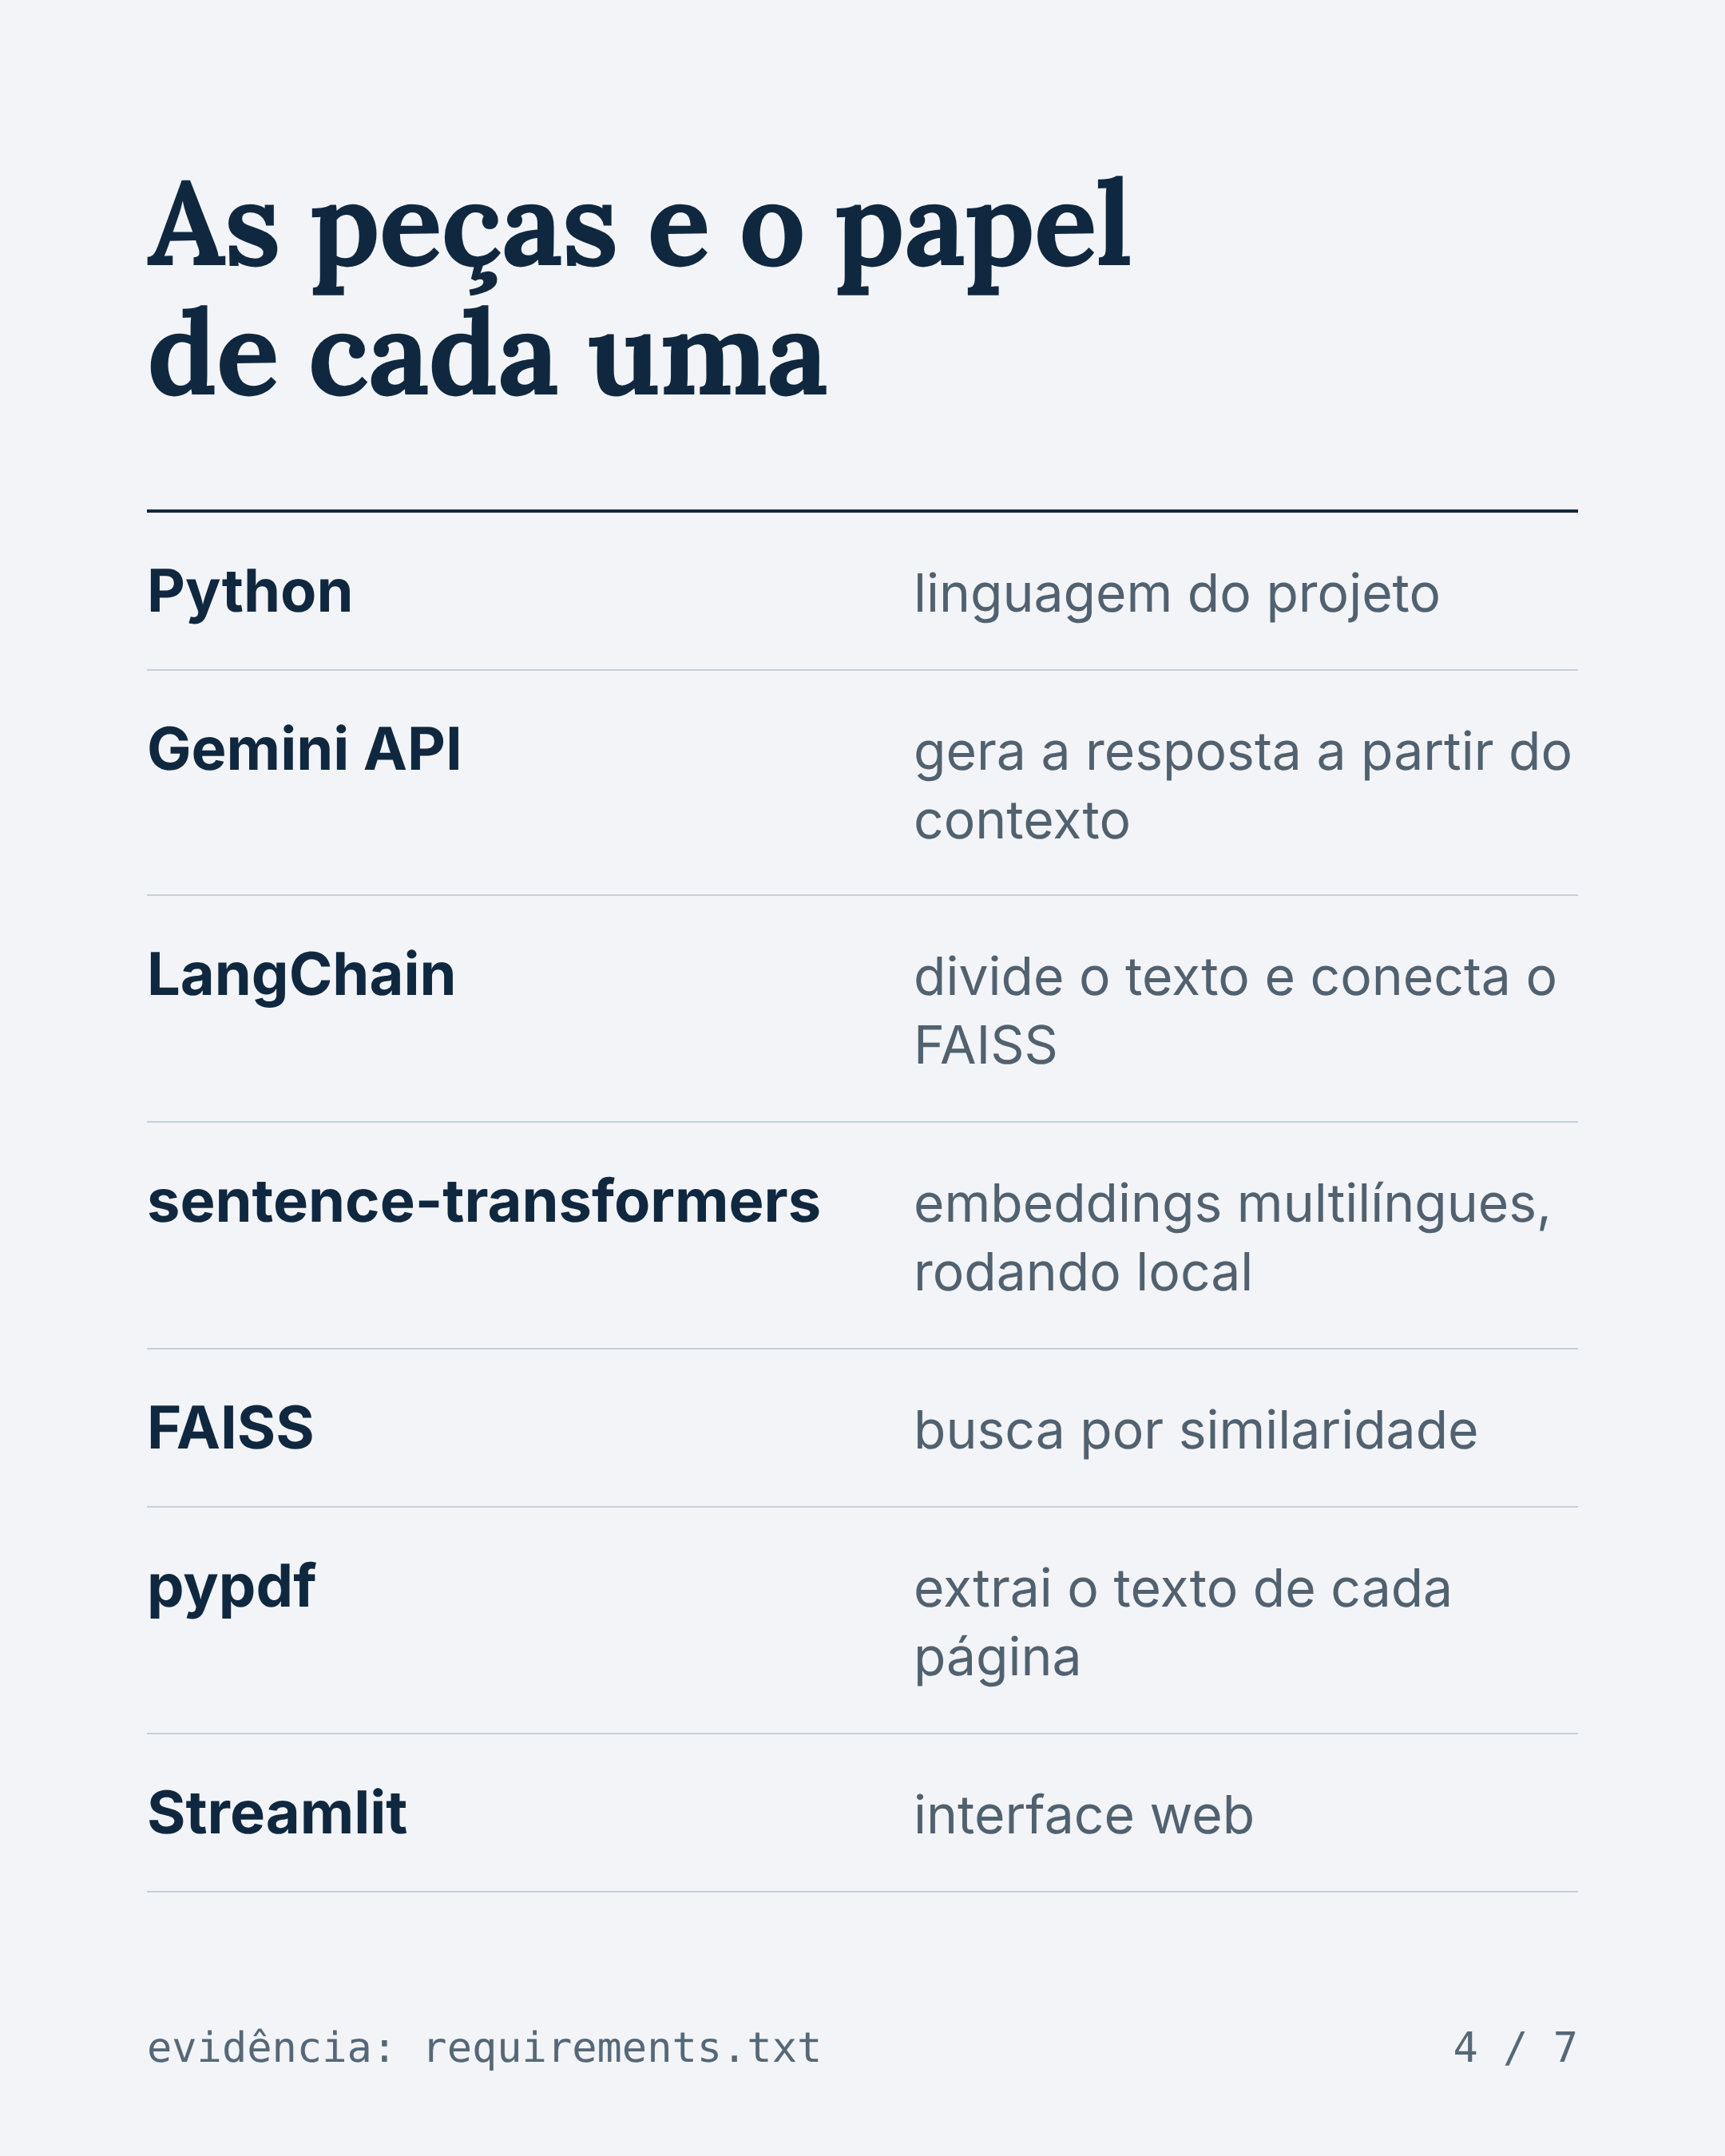 As peças e o papel
de cada uma
Python
linguagem do projeto
Gemini API
gera a resposta a partir do
contexto
LangChain
divide o texto e conecta o
FAISS
sentence-transformers
embeddings multilíngues,
rodando local
FAISS
busca por similaridade
pypdf
extrai o texto de cada
página
Streamlit
interface web
evidência: requirements.txt
4 / 7